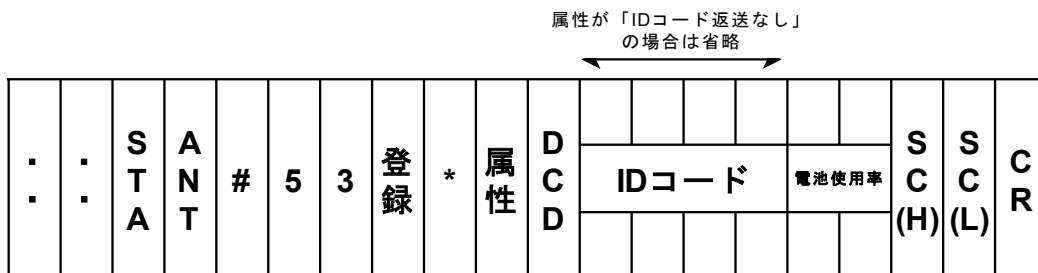 属性が「IDコード返送なし」
の場合は省略
: : STA ANT # 5 3 登録 * 属性 DCD IDコード 電池使用率 SC(H) SC(L) CR